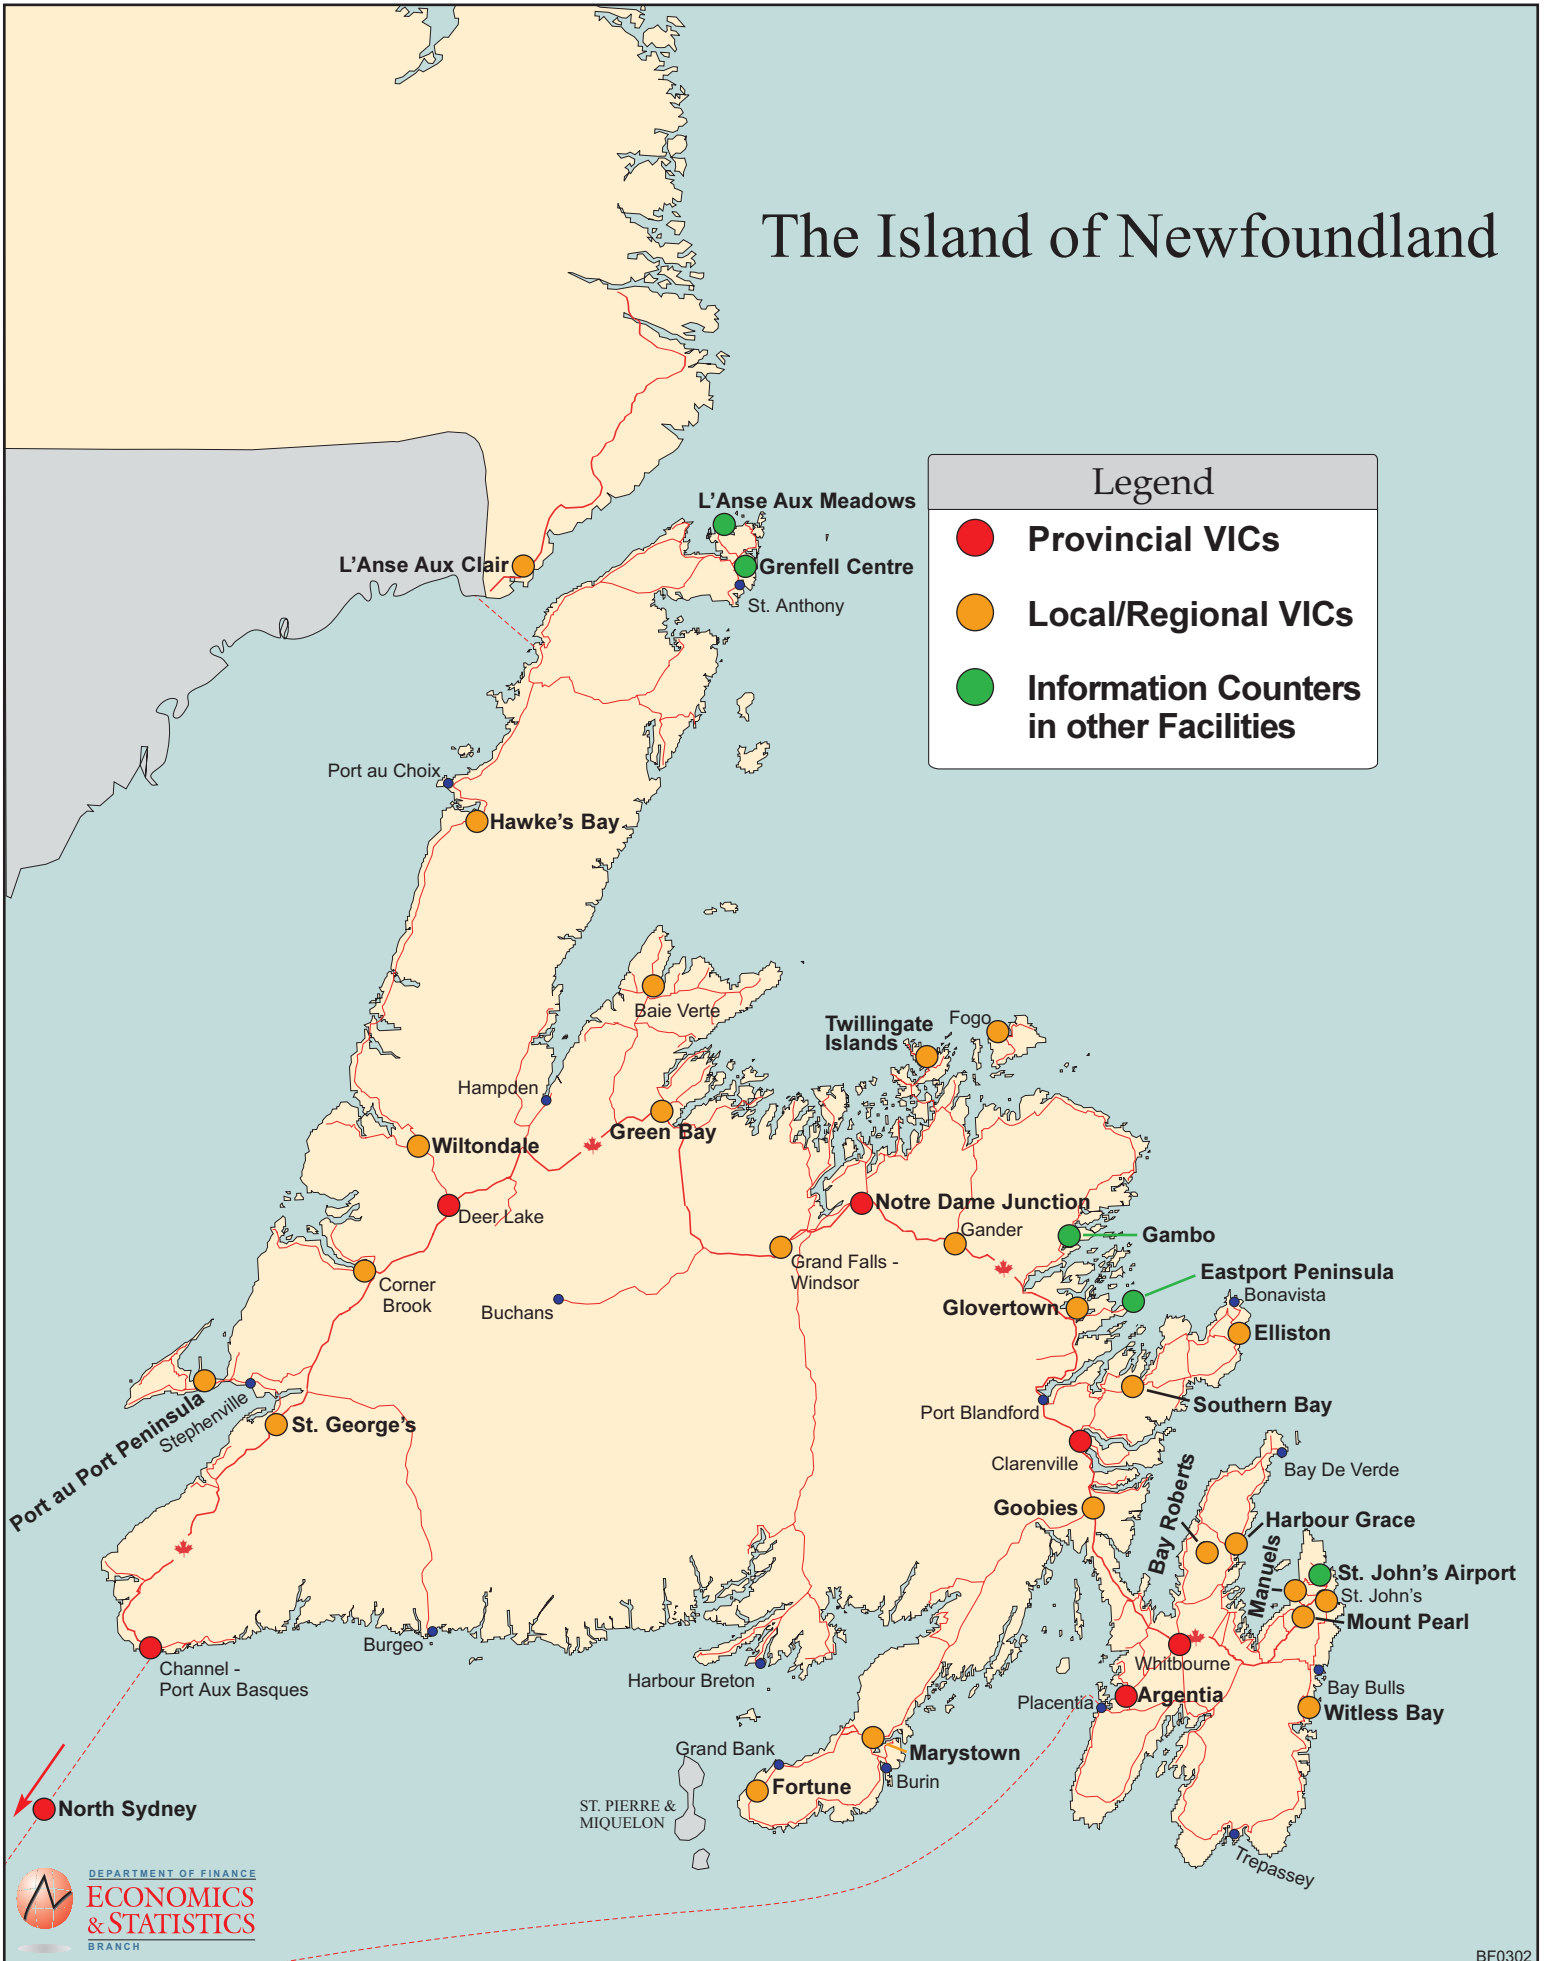 The Island of Newfoundland
Legend
Provincial VICs
Local/Regional VICs
Information Counters
in other Facilities
L'Anse Aux Meadows
L'Anse Aux Clair
Grenfell Centre
St. Anthony
Port au Choix
Hawke's Bay
Baie Verte
Twillingate
Islands
Fogo
Hampden
Green Bay
Wiltondale
Deer Lake
Notre Dame Junction
Gander
Gambo
Grand Falls -
Windsor
Corner
Brook
Buchans
Eastport Peninsula
Bonavista
Glovertown
Elliston
Port au Port Peninsula
Stephenville
St. George's
Port Blandford
Southern Bay
Clarenville
Bay De Verde
Goobies
Bay Roberts
Harbour Grace
Manuels
St. John's Airport
St. John's
Mount Pearl
Burgeo
Channel -
Port Aux Basques
Harbour Breton
Whitbourne
Placentia
Argentia
Bay Bulls
Witless Bay
Grand Bank
Marystown
Burin
Fortune
ST. PIERRE &
MIQUELON
North Sydney
Trepassey
DEPARTMENT OF FINANCE
ECONOMICS
& STATISTICS
BRANCH
BF0302